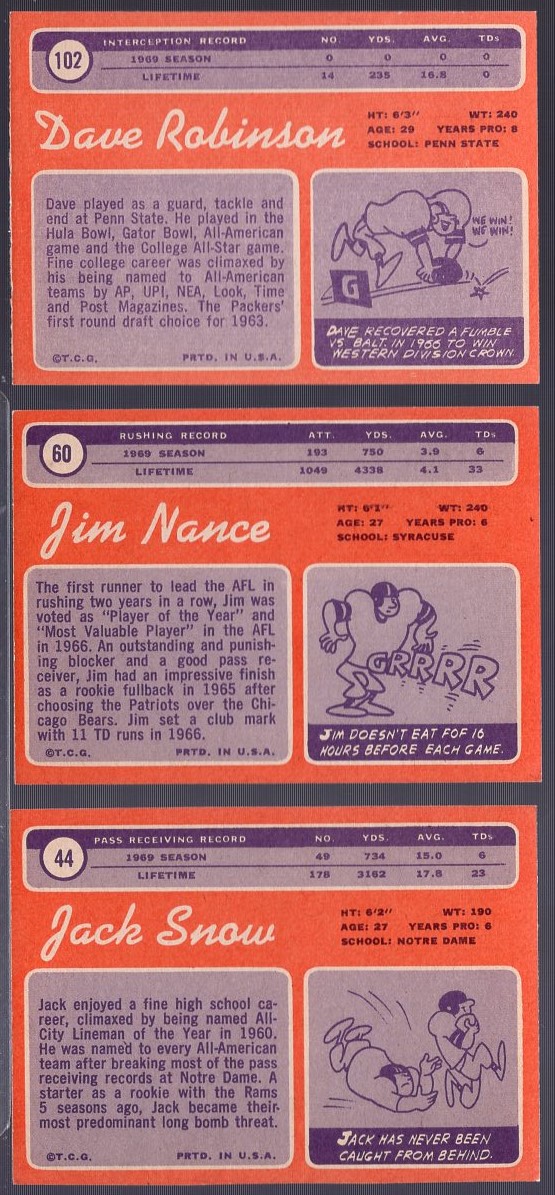 102 INTERCEPTION RECORD NO. YDS. AVG. TDs
1969 SEASON 0 0 0 0
LIFETIME 14 235 16.8 0
Dave Robinson
HT: 6'3" WT: 240
AGE: 29 YEARS PRO: 8
SCHOOL: PENN STATE
Dave played as a guard, tackle and
end at Penn State. He played in the
Hula Bowl, Gator Bowl, All-American
game and the College All-Star game.
Fine college career was climaxed by
his being named to All-American
teams by AP, UPI, NEA, Look, Time
and Post Magazines. The Packers'
first round draft choice for 1963.
©T.C.G. PRTD. IN U.S.A.
WE WIN!
WE WIN!
G
DAVE RECOVERED A FUMBLE
VS BALT. IN 1966 TO WIN
WESTERN DIVISION CROWN.
60 RUSHING RECORD ATT. YDS. AVG. TDs
1969 SEASON 193 750 3.9 6
LIFETIME 1049 4338 4.1 33
Jim Nance
HT: 6'1" WT: 240
AGE: 27 YEARS PRO: 6
SCHOOL: SYRACUSE
The first runner to lead the AFL in
rushing two years in a row, Jim was
voted as "Player of the Year" and
"Most Valuable Player" in the AFL
in 1966. An outstanding and punish-
ing blocker and a good pass re-
ceiver, Jim had an impressive finish
as a rookie fullback in 1965 after
choosing the Patriots over the Chi-
cago Bears. Jim set a club mark
with 11 TD runs in 1966.
©T.C.G. PRTD. IN U.S.A.
GRRRR
JIM DOESN'T EAT FOF 16
HOURS BEFORE EACH GAME.
44 PASS RECEIVING RECORD NO. YDS. AVG. TDs
1969 SEASON 49 734 15.0 6
LIFETIME 178 3162 17.8 23
Jack Snow
HT: 6'2" WT: 190
AGE: 27 YEARS PRO: 6
SCHOOL: NOTRE DAME
Jack enjoyed a fine high school ca-
reer, climaxed by being named All-
City Lineman of the Year in 1960.
He was named to every All-American
team after breaking most of the pass
receiving records at Notre Dame. A
starter as a rookie with the Rams
5 seasons ago, Jack became their
most predominant long bomb threat.
©T.C.G. PRTD. IN U.S.A.
JACK HAS NEVER BEEN
CAUGHT FROM BEHIND.